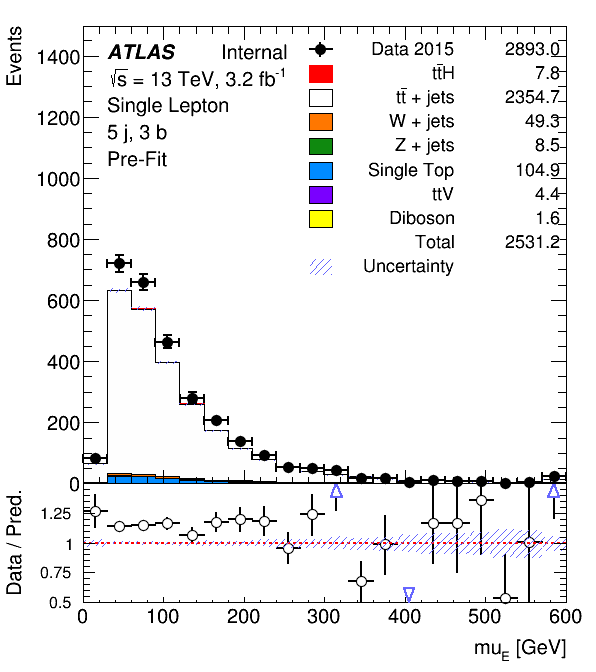 Events
1400
1200
1000
800
600
400
200
0
ATLAS Internal
√s = 13 TeV, 3.2 fb⁻¹
Single Lepton
5 j, 3 b
Pre-Fit
Data 2015 2893.0
tt̄H 7.8
tt̄ + jets 2354.7
W + jets 49.3
Z + jets 8.5
Single Top 104.9
ttV 4.4
Diboson 1.6
Total 2531.2
Uncertainty
Data / Pred.
1.25
1
0.75
0.5
0 100 200 300 400 500 600
mu_E [GeV]